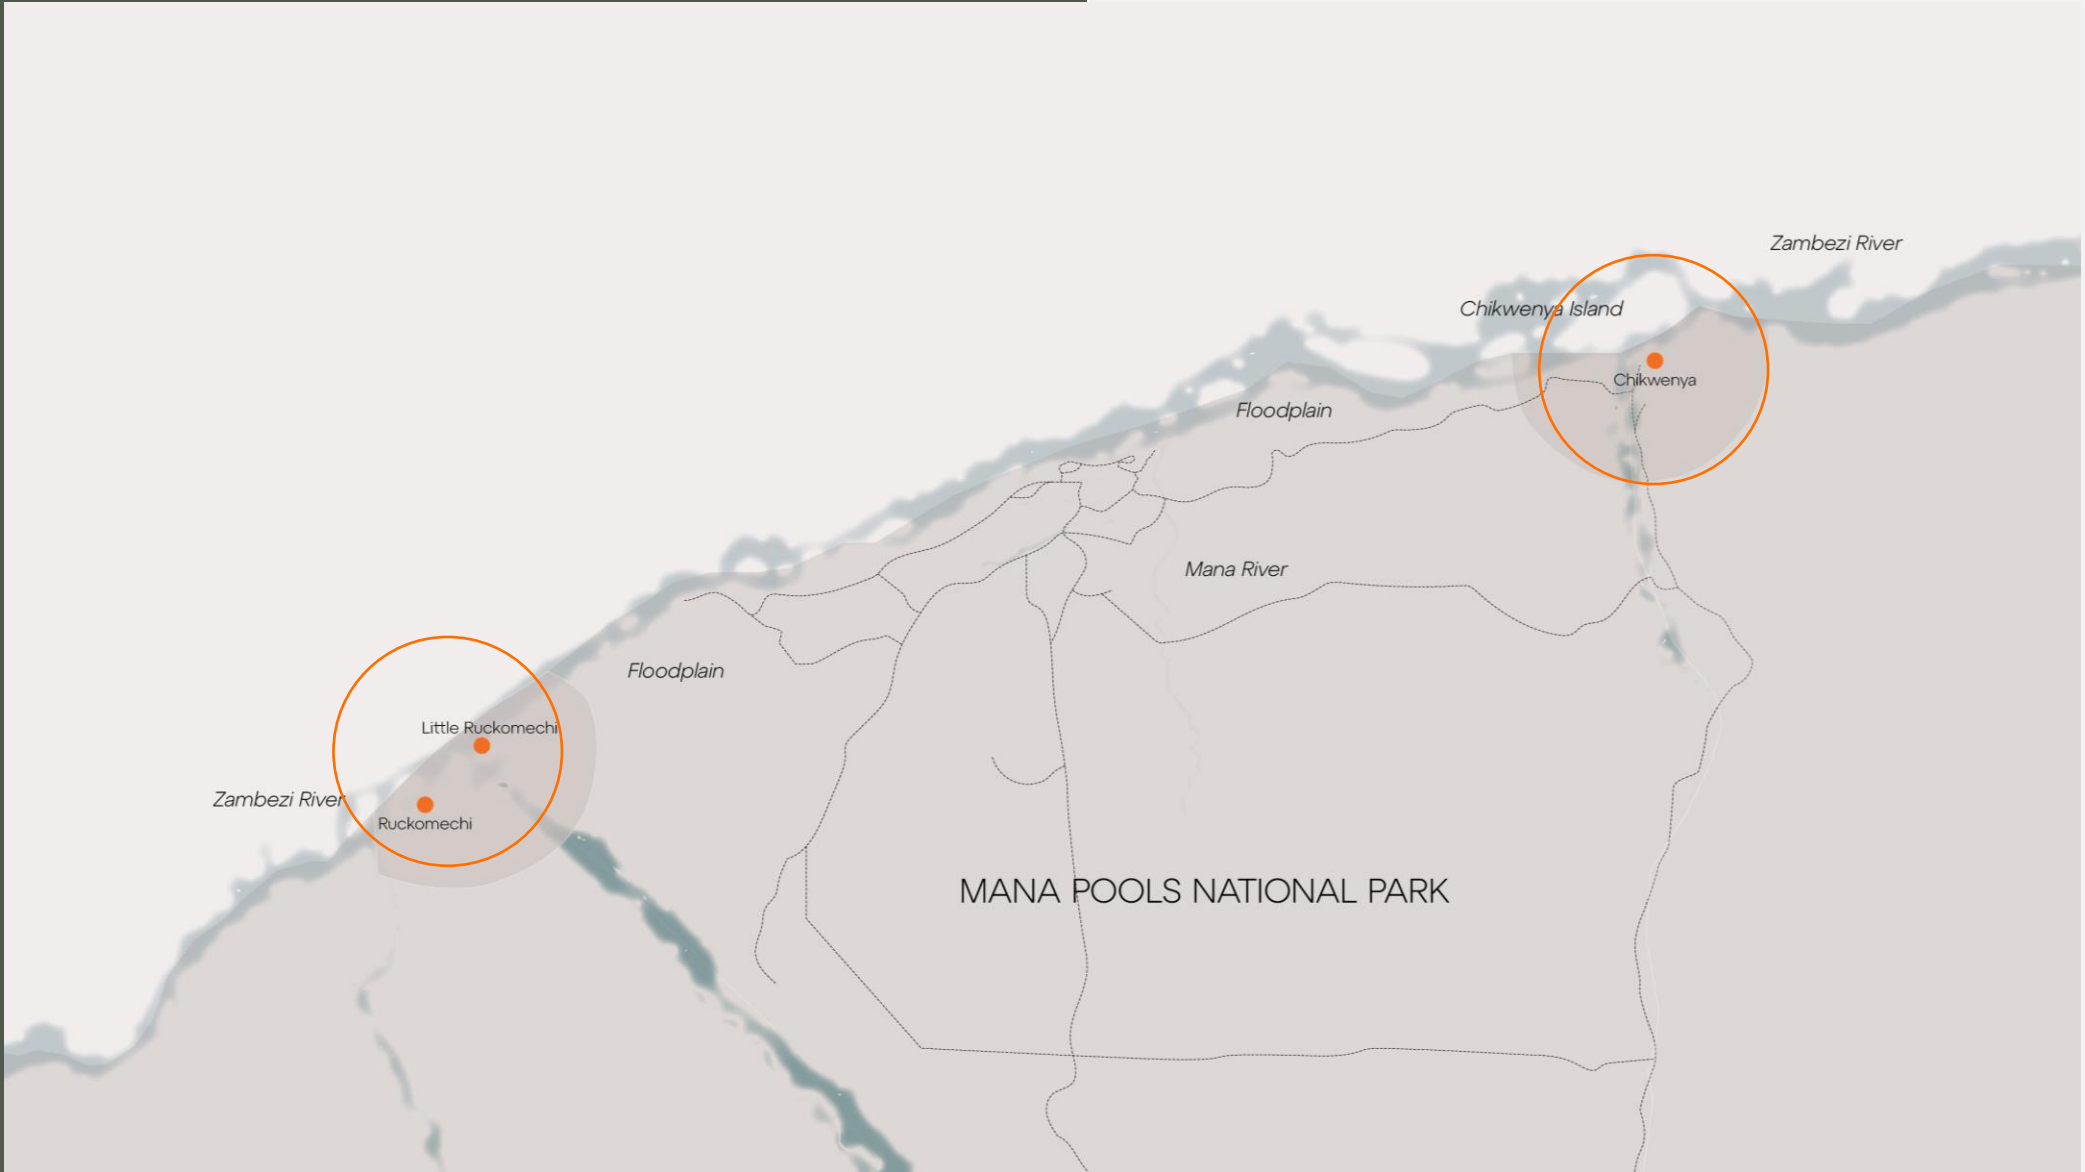 Zambezi River
Chikwenya Island
Chikwenya
Floodplain
Mana River
Floodplain
Little Ruckomechi
Zambezi River
Ruckomechi
MANA POOLS NATIONAL PARK